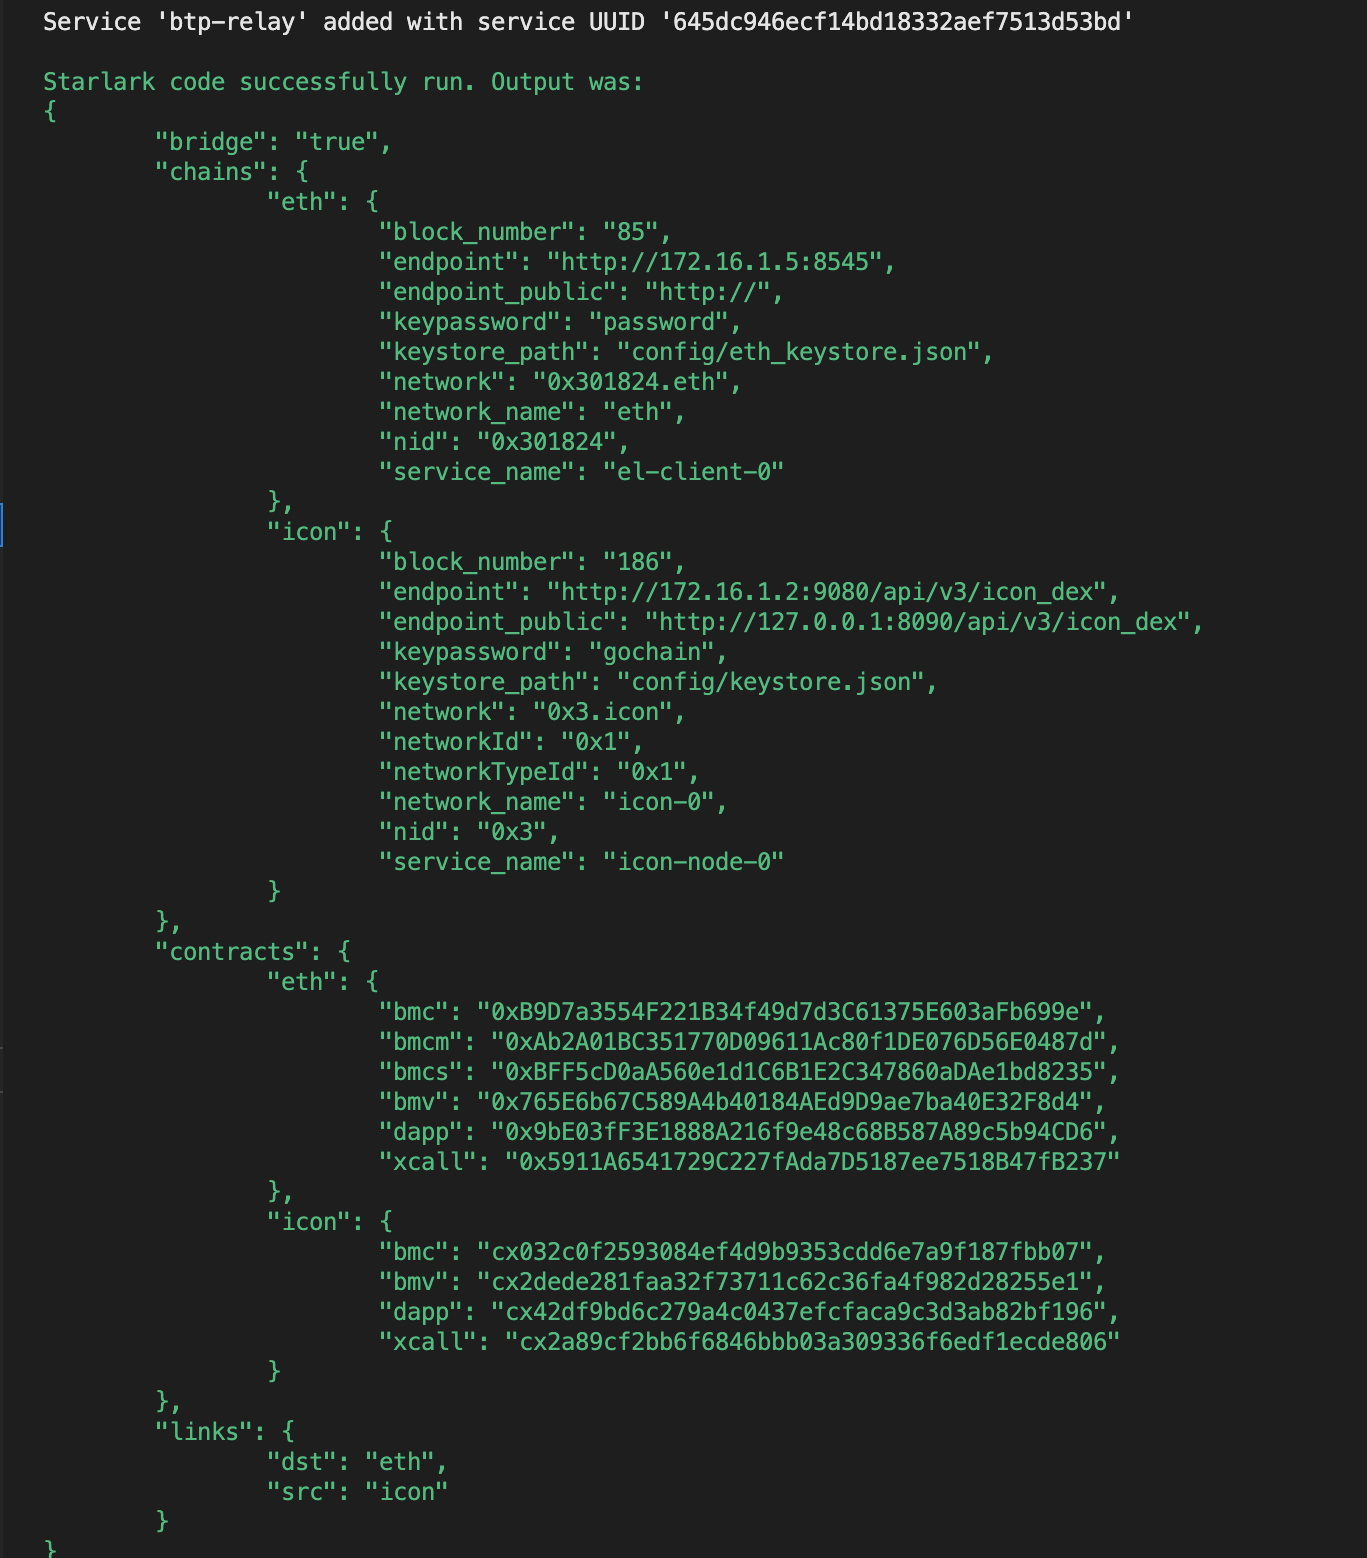 Service 'btp-relay' added with service UUID '645dc946ecf14bd18332aef7513d53bd'
Starlark code successfully run. Output was:
{
"bridge": "true",
"chains": {
"eth": {
"block_number": "85",
"endpoint": "http://172.16.1.5:8545",
"endpoint_public": "http://",
"keypassword": "password",
"keystore_path": "config/eth_keystore.json",
"network": "0x301824.eth",
"network_name": "eth",
"nid": "0x301824",
"service_name": "el-client-0"
},
"icon": {
"block_number": "186",
"endpoint": "http://172.16.1.2:9080/api/v3/icon_dex",
"endpoint_public": "http://127.0.0.1:8090/api/v3/icon_dex",
"keypassword": "gochain",
"keystore_path": "config/keystore.json",
"network": "0x3.icon",
"networkId": "0x1",
"networkTypeId": "0x1",
"network_name": "icon-0",
"nid": "0x3",
"service_name": "icon-node-0"
}
},
"contracts": {
"eth": {
"bmc": "0xB9D7a3554F221B34f49d7d3C61375E603aFb699e",
"bmcm": "0xAb2A01BC351770D09611Ac80f1DE076D56E0487d",
"bmcs": "0xBFF5cD0aA560e1d1C6B1E2C347860aDAe1bd8235",
"bmv": "0x765E6b67C589A4b40184AEd9D9ae7ba40E32F8d4",
"dapp": "0x9bE03fF3E1888A216f9e48c68B587A89c5b94CD6",
"xcall": "0x5911A6541729C227fAda7D5187ee7518B47fB237"
},
"icon": {
"bmc": "cx032c0f2593084ef4d9b9353cdd6e7a9f187fbb07",
"bmv": "cx2dede281faa32f73711c62c36fa4f982d28255e1",
"dapp": "cx42df9bd6c279a4c0437efcfaca9c3d3ab82bf196",
"xcall": "cx2a89cf2bb6f6846bbb03a309336f6edf1ecde806"
}
},
"links": {
"dst": "eth",
"src": "icon"
}
}